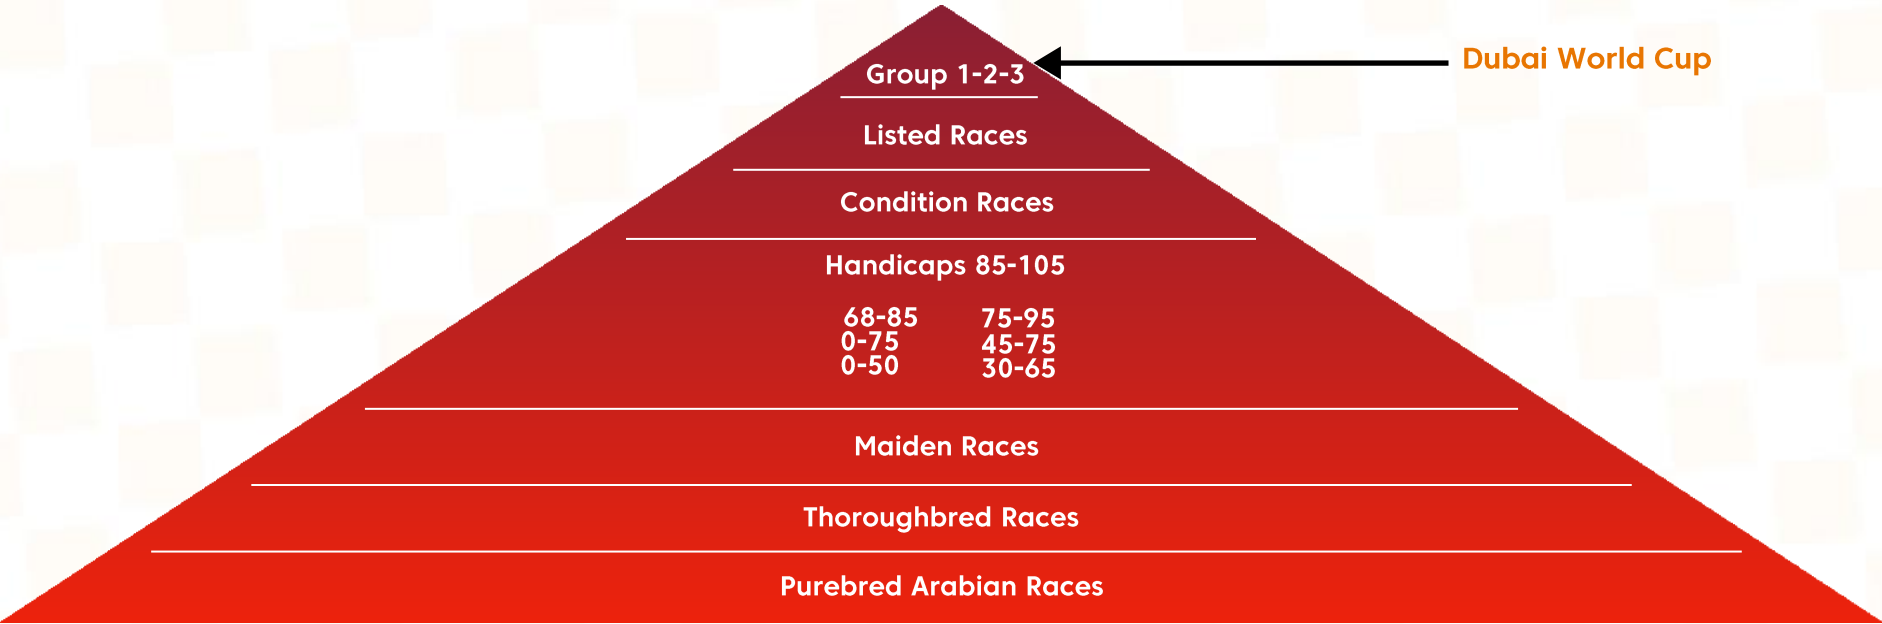 Group 1-2-3
Dubai World Cup
Listed Races
Condition Races
Handicaps 85-105
68-85 75-95
0-75 45-75
0-50 30-65
Maiden Races
Thoroughbred Races
Purebred Arabian Races